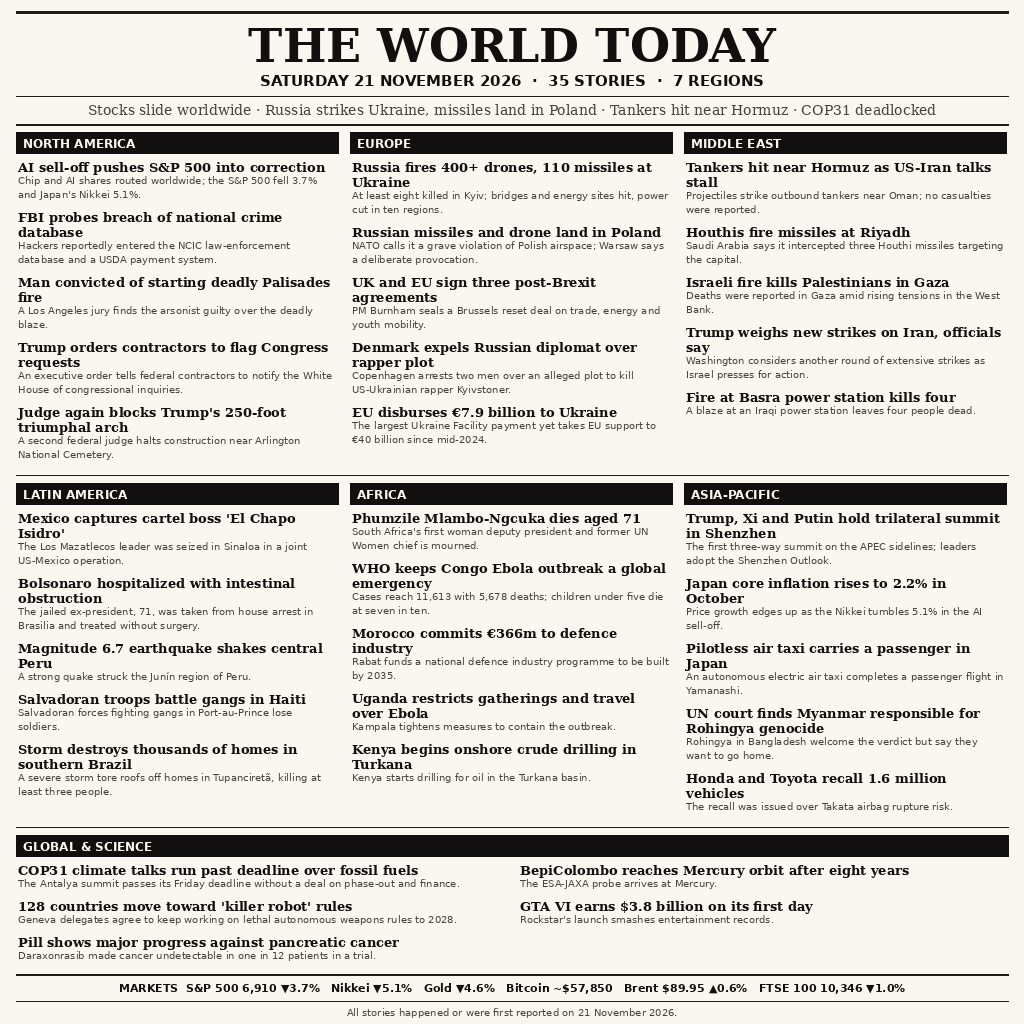 THE WORLD TODAY
SATURDAY 21 NOVEMBER 2026 · 35 STORIES · 7 REGIONS
Stocks slide worldwide · Russia strikes Ukraine, missiles land in Poland · Tankers hit near Hormuz · COP31 deadlocked
NORTH AMERICA
AI sell-off pushes S&P 500 into correction
Chip and AI shares routed worldwide; the S&P 500 fell 3.7%
and Japan's Nikkei 5.1%.
FBI probes breach of national crime
database
Hackers reportedly entered the NCIC law-enforcement
database and a USDA payment system.
Man convicted of starting deadly Palisades
fire
A Los Angeles jury finds the arsonist guilty over the deadly
blaze.
Trump orders contractors to flag Congress
requests
An executive order tells federal contractors to notify the White
House of congressional inquiries.
Judge again blocks Trump's 250-foot
triumphal arch
A second federal judge halts construction near Arlington
National Cemetery.
EUROPE
Russia fires 400+ drones, 110 missiles at
Ukraine
At least eight killed in Kyiv; bridges and energy sites hit, power
cut in ten regions.
Russian missiles and drone land in Poland
NATO calls it a grave violation of Polish airspace; Warsaw says
a deliberate provocation.
UK and EU sign three post-Brexit
agreements
PM Burnham seals a Brussels reset deal on trade, energy and
youth mobility.
Denmark expels Russian diplomat over
rapper plot
Copenhagen arrests two men over an alleged plot to kill
US-Ukrainian rapper Kyivstoner.
EU disburses €7.9 billion to Ukraine
The largest Ukraine Facility payment yet takes EU support to
€40 billion since mid-2024.
MIDDLE EAST
Tankers hit near Hormuz as US-Iran talks
stall
Projectiles strike outbound tankers near Oman; no casualties
were reported.
Houthis fire missiles at Riyadh
Saudi Arabia says it intercepted three Houthi missiles targeting
the capital.
Israeli fire kills Palestinians in Gaza
Deaths were reported in Gaza amid rising tensions in the West
Bank.
Trump weighs new strikes on Iran, officials
say
Washington considers another round of extensive strikes as
Israel presses for action.
Fire at Basra power station kills four
A blaze at an Iraqi power station leaves four people dead.
LATIN AMERICA
Mexico captures cartel boss 'El Chapo
Isidro'
The Los Mazatlecos leader was seized in Sinaloa in a joint
US-Mexico operation.
Bolsonaro hospitalized with intestinal
obstruction
The jailed ex-president, 71, was taken from house arrest in
Brasilia and treated without surgery.
Magnitude 6.7 earthquake shakes central
Peru
A strong quake struck the Junín region of Peru.
Salvadoran troops battle gangs in Haiti
Salvadoran forces fighting gangs in Port-au-Prince lose
soldiers.
Storm destroys thousands of homes in
southern Brazil
A severe storm tore roofs off homes in Tupanciretã, killing at
least three people.
AFRICA
Phumzile Mlambo-Ngcuka dies aged 71
South Africa's first woman deputy president and former UN
Women chief is mourned.
WHO keeps Congo Ebola outbreak a global
emergency
Cases reach 11,613 with 5,678 deaths; children under five die
at seven in ten.
Morocco commits €366m to defence
industry
Rabat funds a national defence industry programme to be built
by 2035.
Uganda restricts gatherings and travel
over Ebola
Kampala tightens measures to contain the outbreak.
Kenya begins onshore crude drilling in
Turkana
Kenya starts drilling for oil in the Turkana basin.
ASIA-PACIFIC
Trump, Xi and Putin hold trilateral summit
in Shenzhen
The first three-way summit on the APEC sidelines; leaders
adopt the Shenzhen Outlook.
Japan core inflation rises to 2.2% in
October
Price growth edges up as the Nikkei tumbles 5.1% in the AI
sell-off.
Pilotless air taxi carries a passenger in
Japan
An autonomous electric air taxi completes a passenger flight in
Yamanashi.
UN court finds Myanmar responsible for
Rohingya genocide
Rohingya in Bangladesh welcome the verdict but say they
want to go home.
Honda and Toyota recall 1.6 million
vehicles
The recall was issued over Takata airbag rupture risk.
GLOBAL & SCIENCE
COP31 climate talks run past deadline over fossil fuels
The Antalya summit passes its Friday deadline without a deal on phase-out and finance.
128 countries move toward 'killer robot' rules
Geneva delegates agree to keep working on lethal autonomous weapons rules to 2028.
Pill shows major progress against pancreatic cancer
Daraxonrasib made cancer undetectable in one in 12 patients in a trial.
BepiColombo reaches Mercury orbit after eight years
The ESA-JAXA probe arrives at Mercury.
GTA VI earns $3.8 billion on its first day
Rockstar's launch smashes entertainment records.
MARKETS S&P 500 6,910 ▼3.7% Nikkei ▼5.1% Gold ▼4.6% Bitcoin ~$57,850 Brent $89.95 ▲0.6% FTSE 100 10,346 ▼1.0%
All stories happened or were first reported on 21 November 2026.